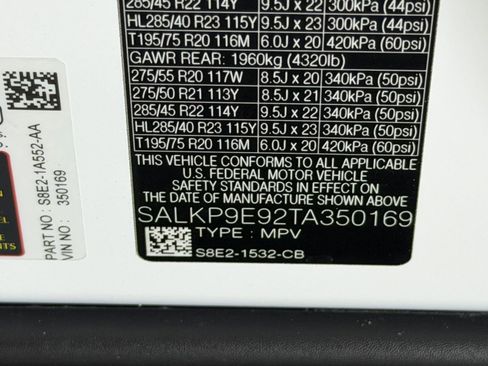 285/45 R22 114Y 9.5J x 22 300kPa (44psi)
HL285/40 R23 115Y 9.5J x 23 300kPa (44psi)
T195/75 R20 116M 6.0J x 20 420kPa (60psi)
GAWR REAR: 1960kg (4320lb)
275/55 R20 117W 8.5J x 20 340kPa (50psi)
275/50 R21 113Y 8.5J x 21 340kPa (50psi)
285/45 R22 114Y 9.5J x 22 340kPa (50psi)
HL285/40 R23 115Y 9.5J x 23 340kPa (50psi)
T195/75 R20 116M 6.0J x 20 420kPa (60psi)
THIS VEHICLE CONFORMS TO ALL APPLICABLE
U.S. FEDERAL MOTOR VEHICLE
SAFETY STANDARDS IN EFFECT ON
THE DATE OF MANUFACTURE SHOWN ABOVE
SALKP9E92TA350169
TYPE: MPV
S8E2-1532-CB
PART NO : S8E2-1A552-AA
VIN NO : 350169